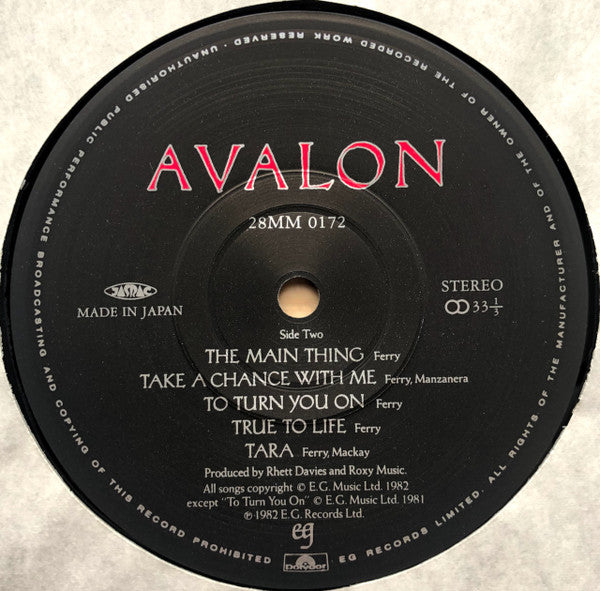 AVALON
28MM 0172
JASRAC
MADE IN JAPAN
STEREO
33 1/3
Side Two
THE MAIN THING Ferry
TAKE A CHANCE WITH ME Ferry, Manzanera
TO TURN YOU ON Ferry
TRUE TO LIFE Ferry
TARA Ferry, Mackay
Produced by Rhett Davies and Roxy Music.
All songs copyright © E.G. Music Ltd. 1982
except "To Turn You On" © E.G. Music Ltd. 1981
℗ 1982 E.G. Records Ltd.
eg
Polydor
EG RECORDS LIMITED. ALL RIGHTS OF THE MANUFACTURER AND OF THE OWNER OF THE RECORDED WORK RESERVED · UNAUTHORISED PUBLIC PERFORMANCE BROADCASTING AND COPYING OF THIS RECORD PROHIBITED